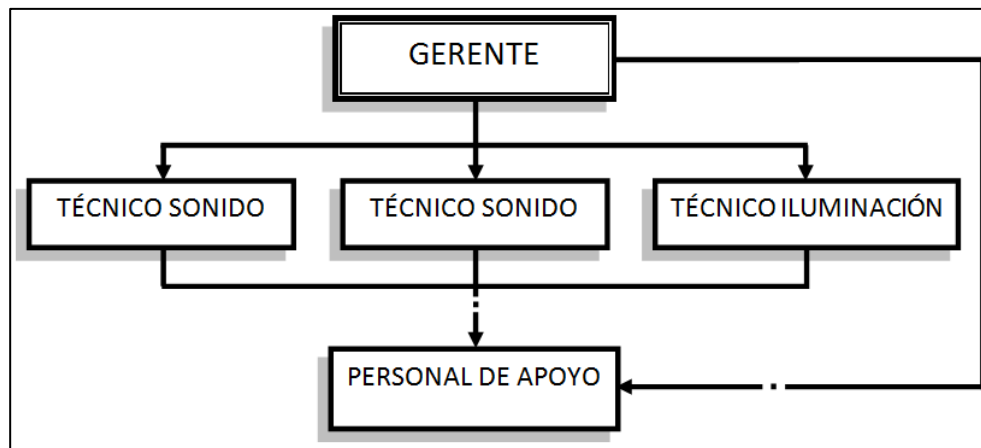 GERENTE
TÉCNICO SONIDO
TÉCNICO SONIDO
TÉCNICO ILUMINACIÓN
PERSONAL DE APOYO